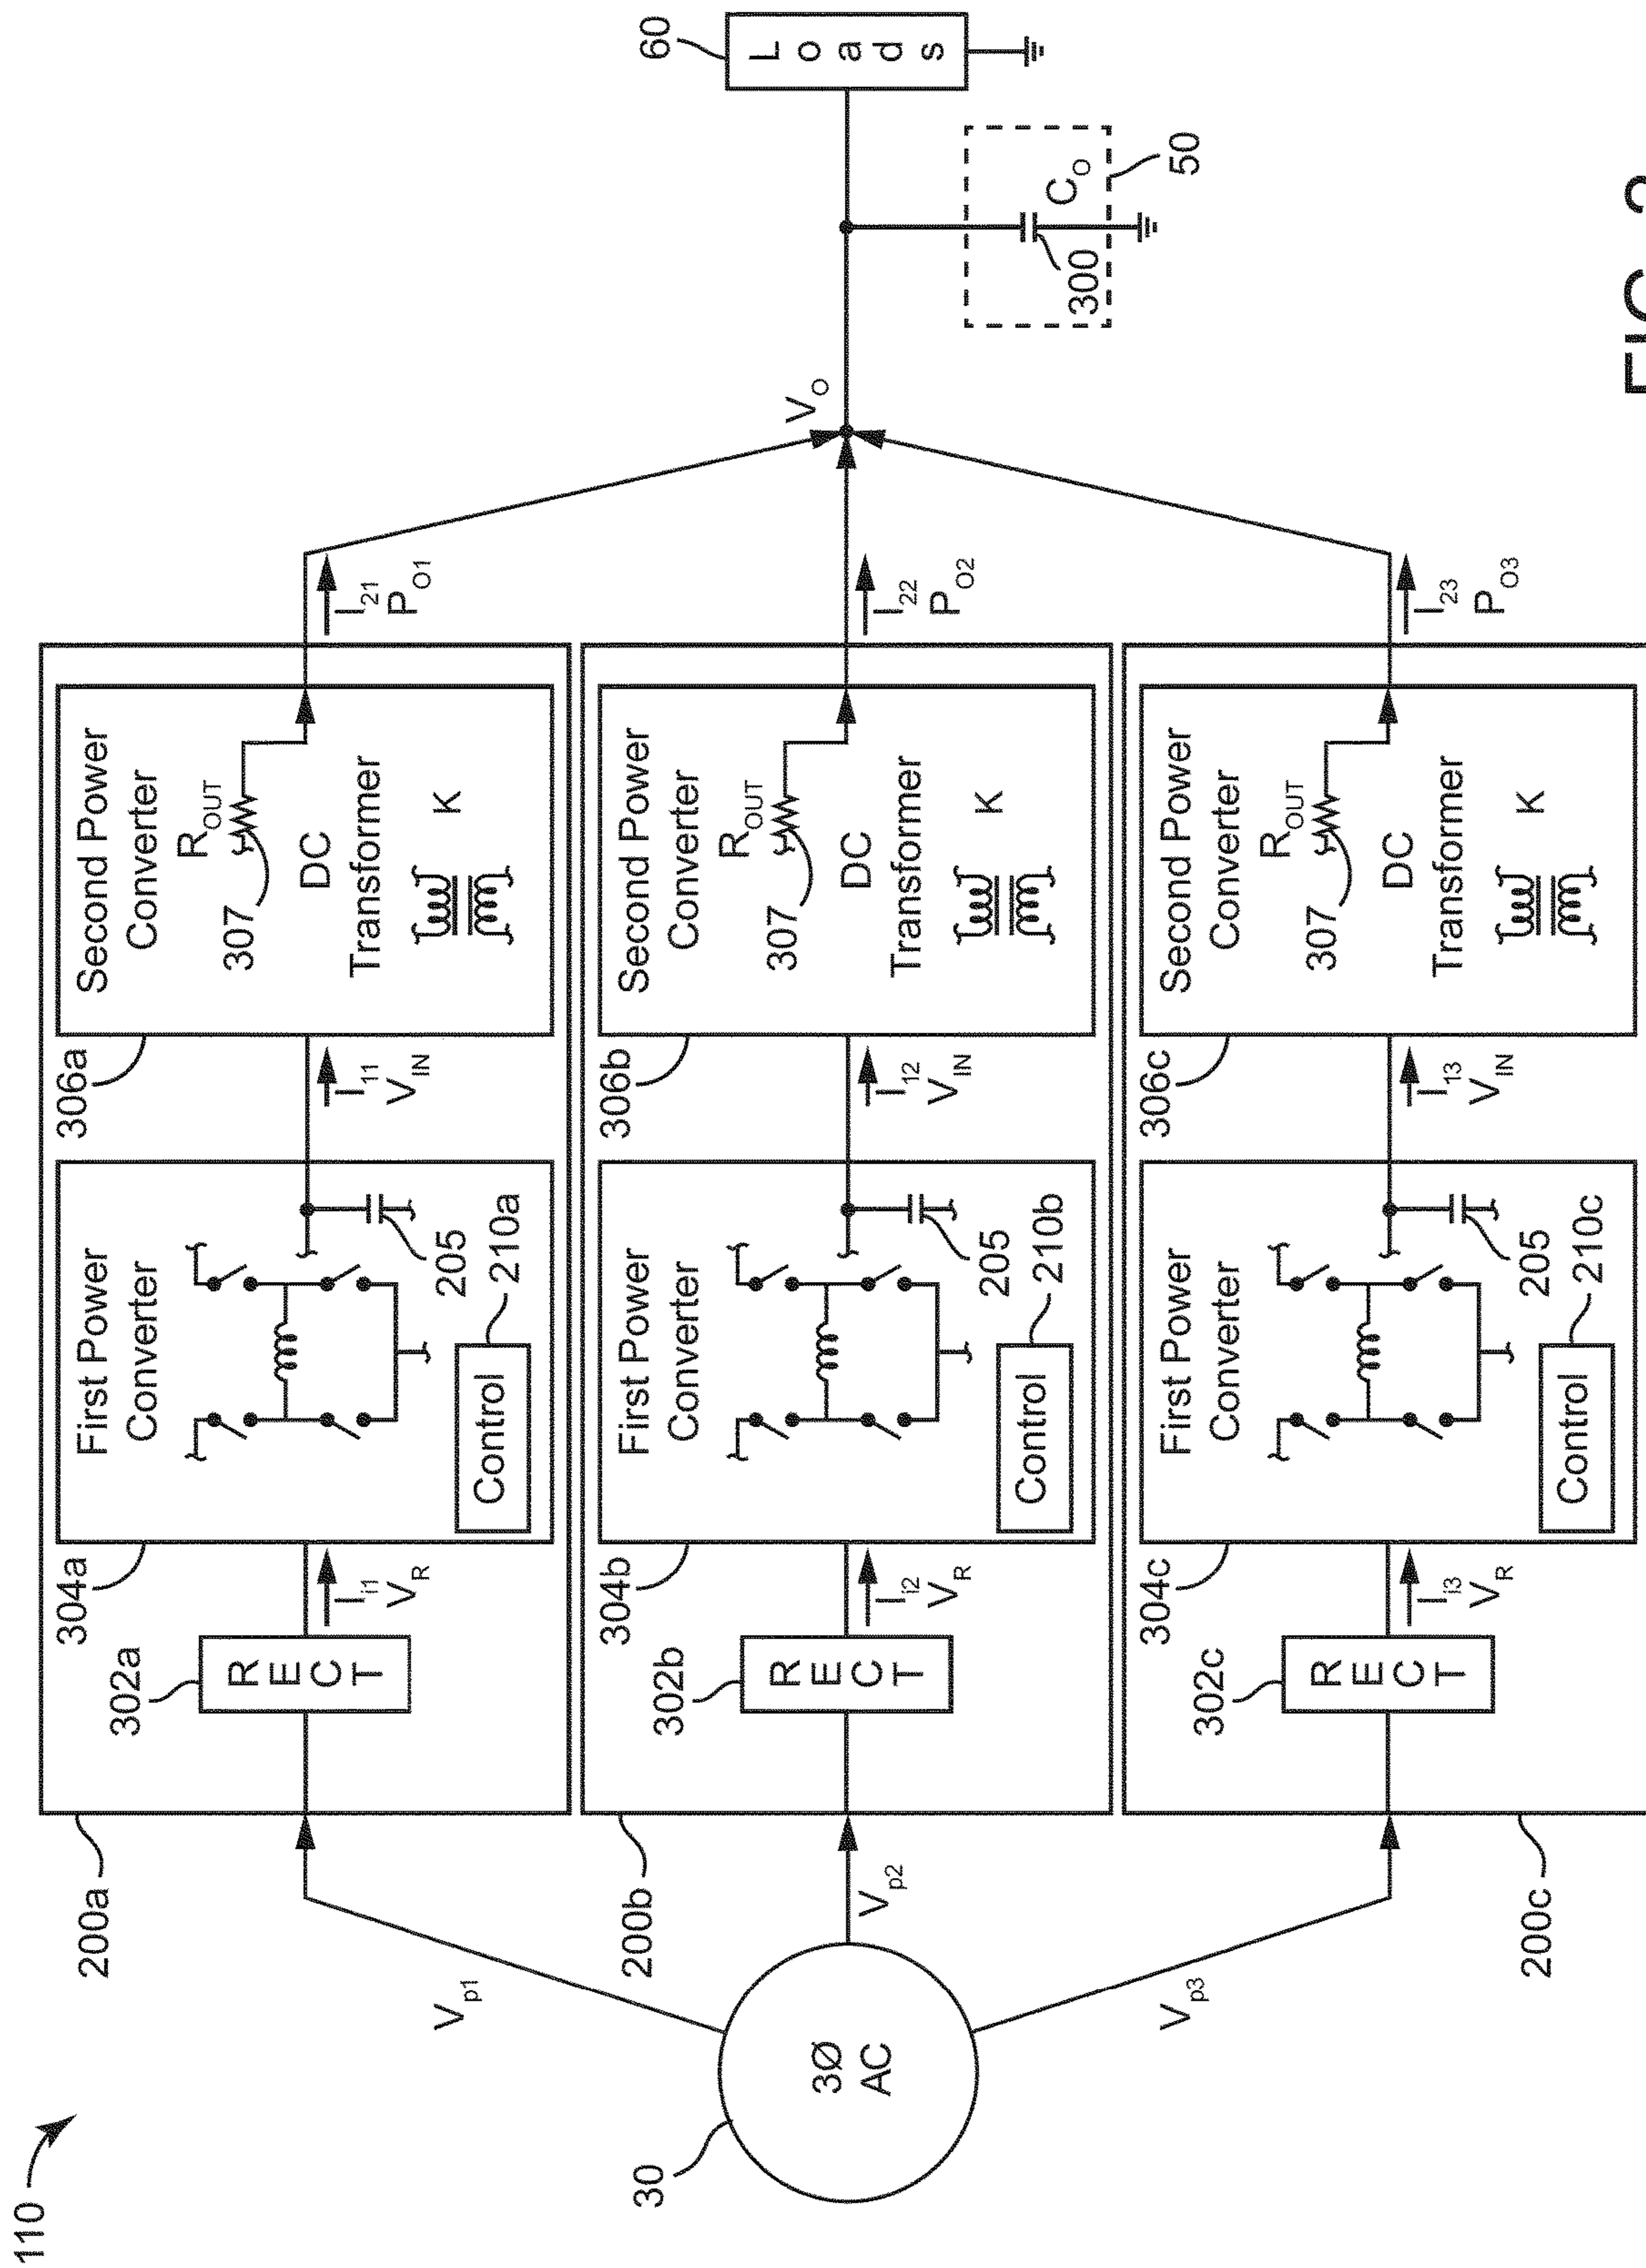 110
30
3Ø
AC
V_p1
V_p2
V_p3
200a
302a
R
E
C
T
I_i1
V_R
304a
First Power
Converter
205
210a
Control
I_11
V_IN
306a
Second Power
Converter
R_OUT
307
DC
Transformer
K
I_21
P_O1
200b
302b
R
E
C
T
I_i2
V_R
304b
First Power
Converter
205
210b
Control
I_12
V_IN
306b
Second Power
Converter
R_OUT
307
DC
Transformer
K
I_22
P_O2
200c
302c
R
E
C
T
I_i3
V_R
304c
First Power
Converter
205
210c
Control
I_13
V_IN
306c
Second Power
Converter
R_OUT
307
DC
Transformer
K
I_23
P_O3
V_O
C_O
300
50
60
L
o
a
d
s